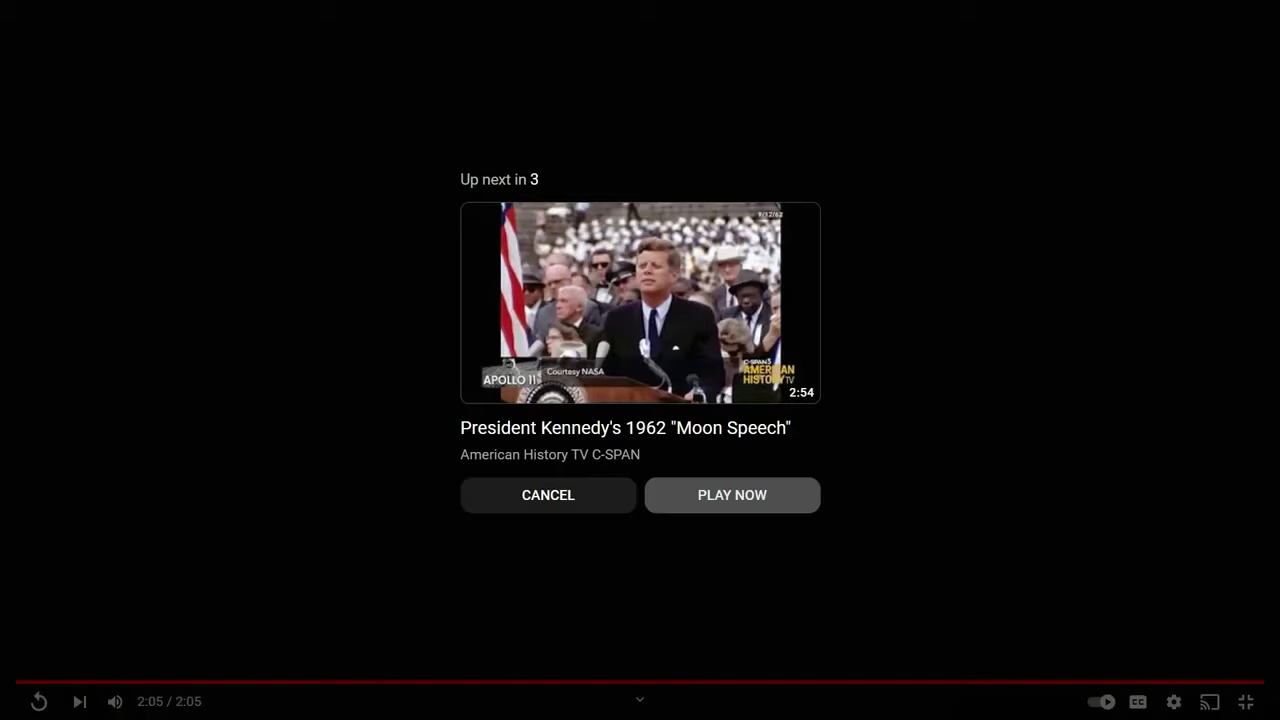 Up next in 3
9/12/62
APOLLO 11
Courtesy NASA
C-SPAN3
AMERICAN
HISTORY TV
2:54
President Kennedy's 1962 "Moon Speech"
American History TV C-SPAN
CANCEL
PLAY NOW
2:05 / 2:05
CC